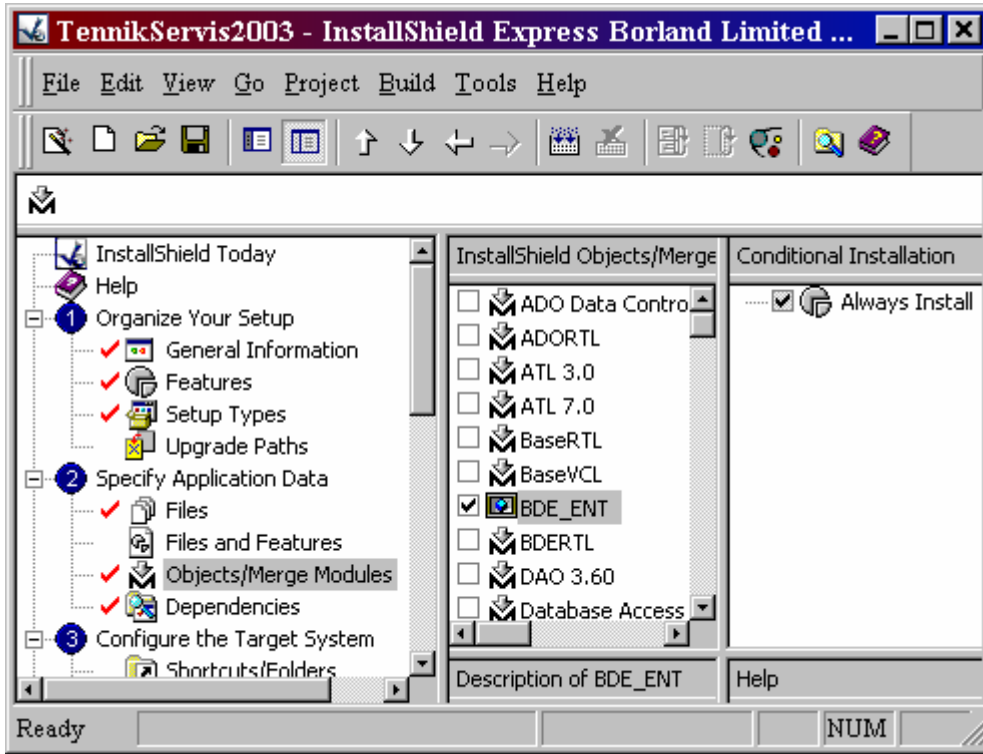 TennikServis2003 - InstallShield Express Borland Limited ...
File Edit View Go Project Build Tools Help
InstallShield Today
Help
1 Organize Your Setup
General Information
Features
Setup Types
Upgrade Paths
2 Specify Application Data
Files
Files and Features
Objects/Merge Modules
Dependencies
3 Configure the Target System
Shortcuts/Folders
InstallShield Objects/Merge
ADO Data Contro
ADORTL
ATL 3.0
ATL 7.0
BaseRTL
BaseVCL
BDE_ENT
BDERTL
DAO 3.60
Database Access
Description of BDE_ENT
Conditional Installation
Always Install
Help
Ready
NUM